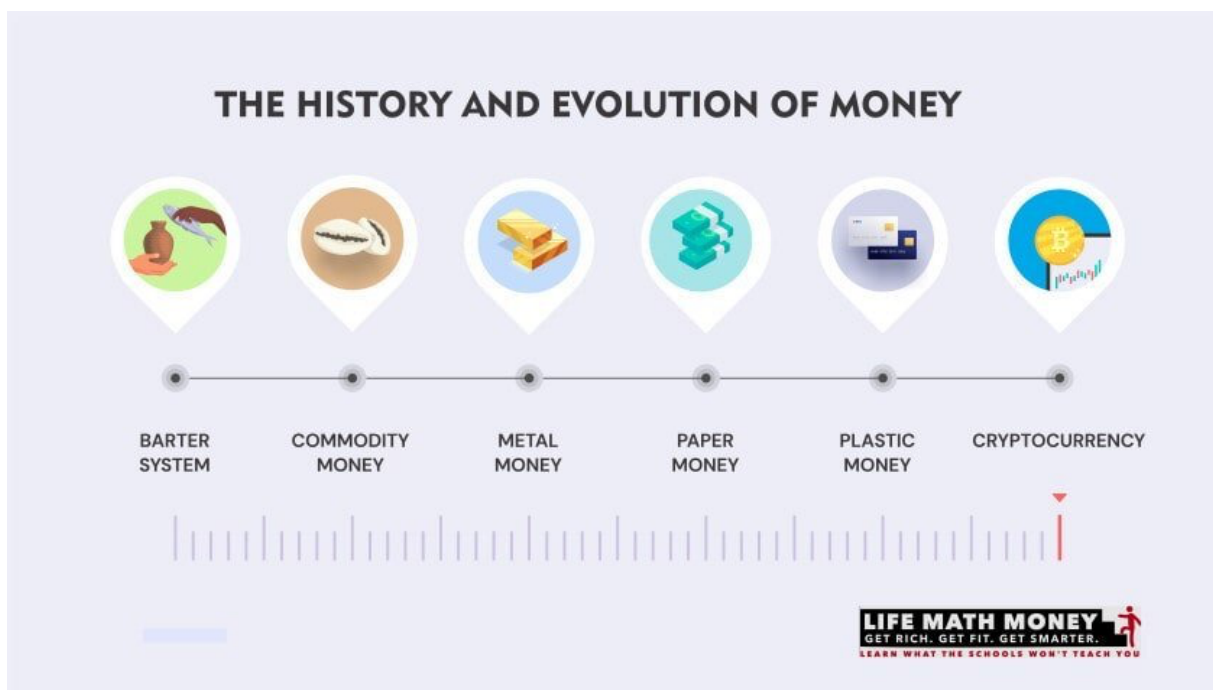 THE HISTORY AND EVOLUTION OF MONEY
BARTER
SYSTEM
COMMODITY
MONEY
METAL
MONEY
PAPER
MONEY
PLASTIC
MONEY
CRYPTOCURRENCY
LIFE MATH MONEY
GET RICH. GET FIT. GET SMARTER.
LEARN WHAT THE SCHOOLS WON'T TEACH YOU